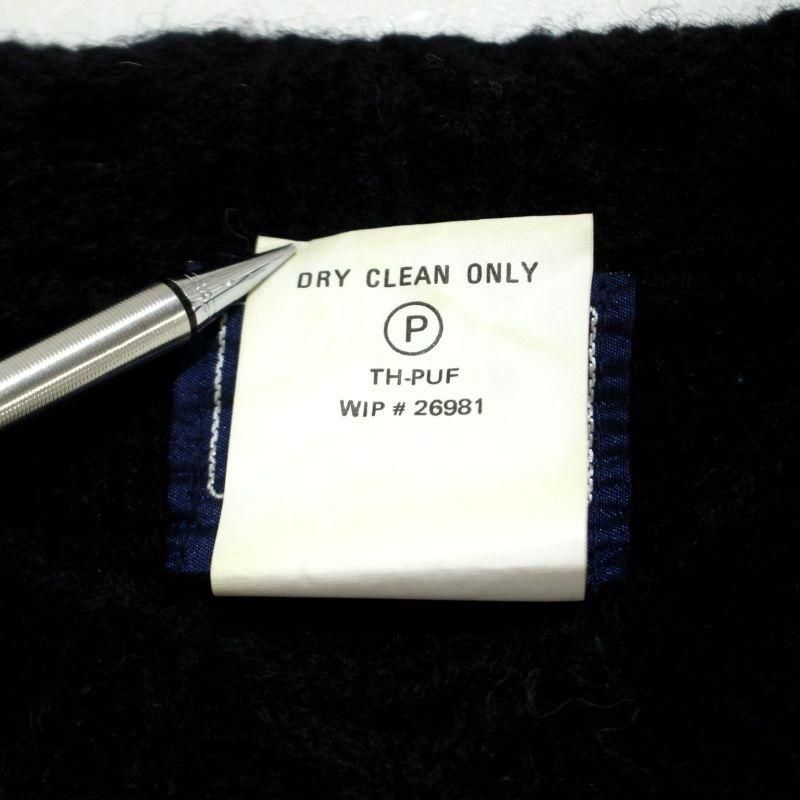 DRY CLEAN ONLY
P
TH-PUF
WIP # 26981